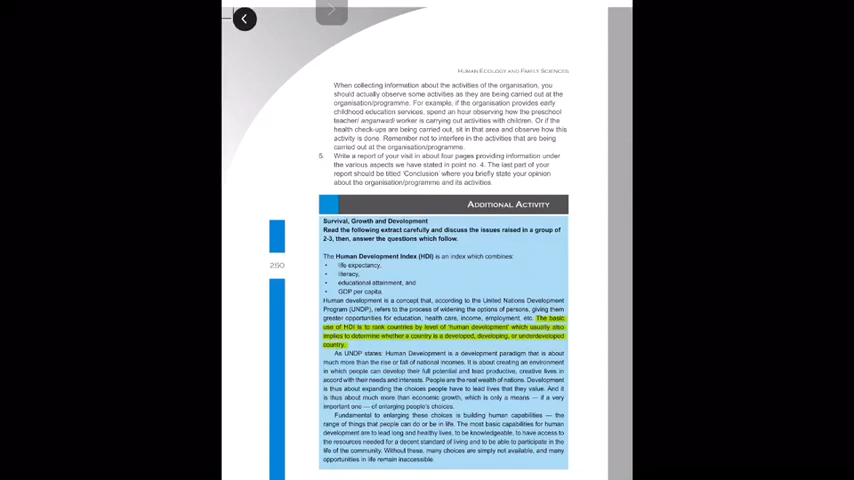 HUMAN ECOLOGY AND FAMILY SCIENCES
When collecting information about the activities of the organisation, you
should actually observe some activities as they are being carried out at the
organisation/programme. For example, if the organisation provides early
childhood education services, spend an hour observing how the preschool
teacher/ anganwadi worker is carrying out activities with children. Or if the
health check-ups are being carried out, sit in that area and observe how this
activity is done. Remember not to interfere in the activities that are being
carried out at the organisation/programme.
5. Write a report of your visit in about four pages providing information under
the various aspects we have stated in point no. 4. The last part of your
report should be titled 'Conclusion' where you briefly state your opinion
about the organisation/programme and its activities.
ADDITIONAL ACTIVITY
Survival, Growth and Development
Read the following extract carefully and discuss the issues raised in a group of
2-3, then, answer the questions which follow.
The Human Development Index (HDI) is an index which combines:
• life expectancy,
• literacy,
• educational attainment, and
• GDP per capita.
250
Human development is a concept that, according to the United Nations Development
Program (UNDP), refers to the process of widening the options of persons, giving them
greater opportunities for education, health care, income, employment, etc. The basic
use of HDI is to rank countries by level of 'human development' which usually also
implies to determine whether a country is a developed, developing, or underdeveloped
country.
As UNDP states: Human Development is a development paradigm that is about
much more than the rise or fall of national incomes. It is about creating an environment
in which people can develop their full potential and lead productive, creative lives in
accord with their needs and interests. People are the real wealth of nations. Development
is thus about expanding the choices people have to lead lives that they value. And it
is thus about much more than economic growth, which is only a means — if a very
important one — of enlarging people's choices.
Fundamental to enlarging these choices is building human capabilities — the
range of things that people can do or be in life. The most basic capabilities for human
development are to lead long and healthy lives, to be knowledgeable, to have access to
the resources needed for a decent standard of living and to be able to participate in the
life of the community. Without these, many choices are simply not available, and many
opportunities in life remain inaccessible.